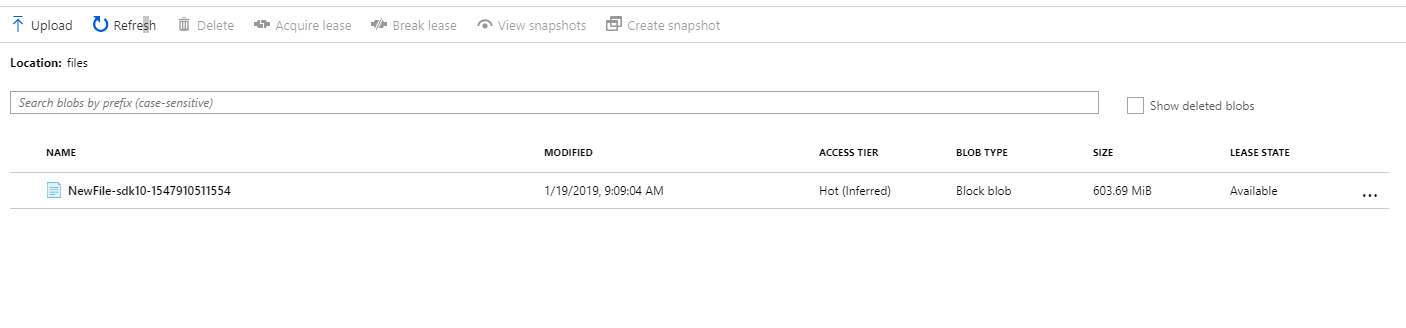 Upload Refresh Delete Acquire lease Break lease View snapshots Create snapshot
Location: files
Search blobs by prefix (case-sensitive) Show deleted blobs
NAME MODIFIED ACCESS TIER BLOB TYPE SIZE LEASE STATE
NewFile-sdk10-1547910511554 1/19/2019, 9:09:04 AM Hot (Inferred) Block blob 603.69 MiB Available ...